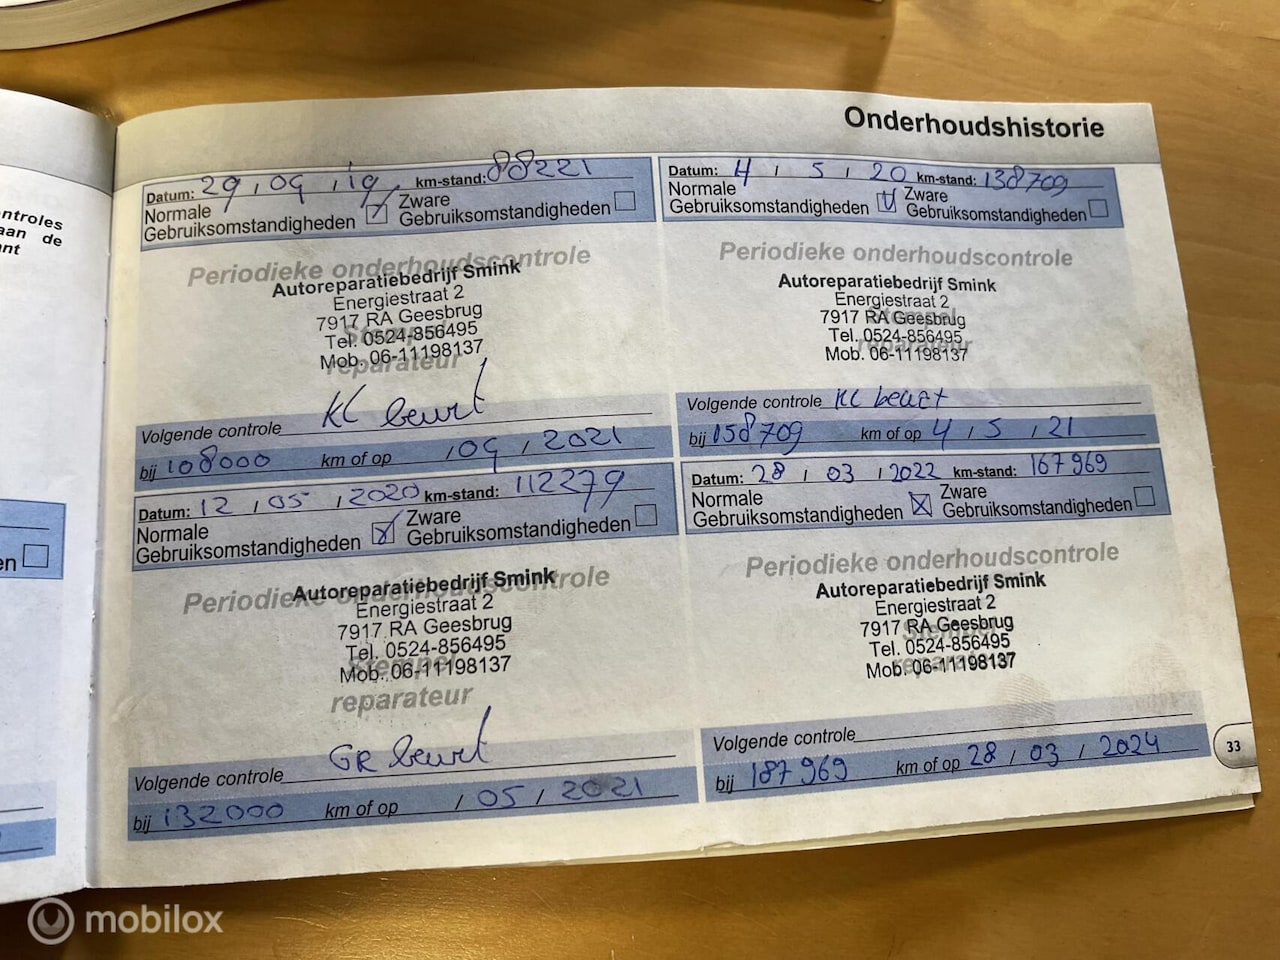 Onderhoudshistorie
ntroles
aan de
nt
en
Datum: 29 / 09 / 19 km-stand: 88221
Normale
Gebruiksomstandigheden
Zware
Gebruiksomstandigheden
Periodieke onderhoudscontrole
Autoreparatiebedrijf Smink
Energiestraat 2
7917 RA Geesbrug
Stempel
Tel. 0524-856495
Mob. 06-11198137
reparateur
KL beurt
Volgende controle
bij 108000 km of op / 09 / 2021
Datum: 12 / 05 / 2020 km-stand: 112279
Normale
Gebruiksomstandigheden
Zware
Gebruiksomstandigheden
Periodieke onderhoudscontrole
Autoreparatiebedrijf Smink
Energiestraat 2
7917 RA Geesbrug
Tel. 0524-856495
Stempel
Mob. 06-11198137
reparateur
GR beurt
Volgende controle
bij 132000 km of op / 05 / 2021
Datum: 4 / 5 / 20 km-stand: 138709
Normale
Gebruiksomstandigheden
Zware
Gebruiksomstandigheden
Periodieke onderhoudscontrole
Autoreparatiebedrijf Smink
Energiestraat 2
Stempel
7917 RA Geesbrug
Tel. 0524-856495
reparateur
Mob. 06-11198137
Volgende controle KL beurt
bij 158709 km of op 4 / 5 / 21
Datum: 28 / 03 / 2022 km-stand: 167969
Normale
Gebruiksomstandigheden
Zware
Gebruiksomstandigheden
Periodieke onderhoudscontrole
Autoreparatiebedrijf Smink
Energiestraat 2
7917 RA Geesbrug
Stempel
Tel. 0524-856495
Mob. 06-11198137
reparateur
Volgende controle
bij 187969 km of op 28 / 03 / 2024
33
mobilox